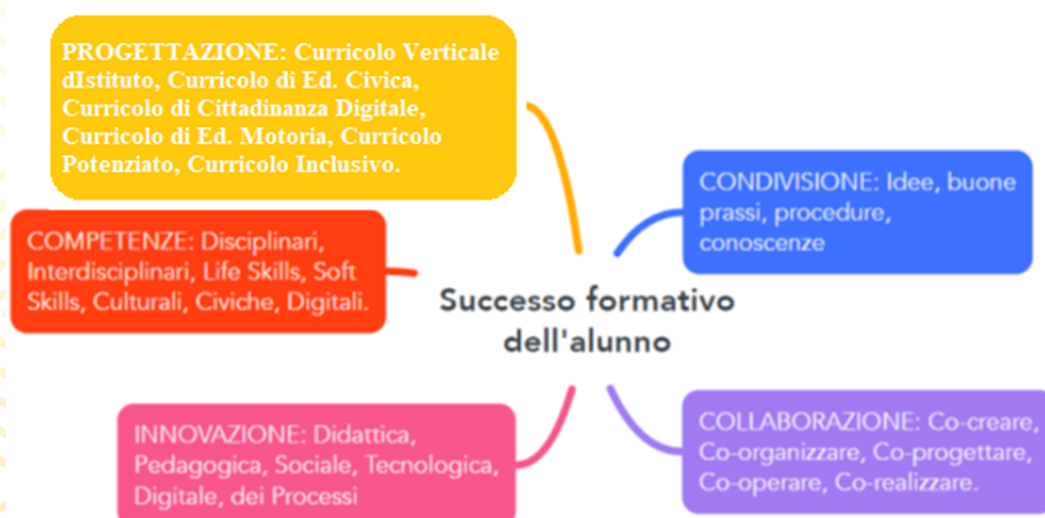 PROGETTAZIONE: Curricolo Verticale
dIstituto, Curricolo di Ed. Civica,
Curricolo di Cittadinanza Digitale,
Curricolo di Ed. Motoria, Curricolo
Potenziato, Curricolo Inclusivo.
CONDIVISIONE: Idee, buone
prassi, procedure,
conoscenze
COMPETENZE: Disciplinari,
Interdisciplinari, Life Skills, Soft
Skills, Culturali, Civiche, Digitali.
Successo formativo
dell'alunno
INNOVAZIONE: Didattica,
Pedagogica, Sociale, Tecnologica,
Digitale, dei Processi
COLLABORAZIONE: Co-creare,
Co-organizzare, Co-progettare,
Co-operare, Co-realizzare.